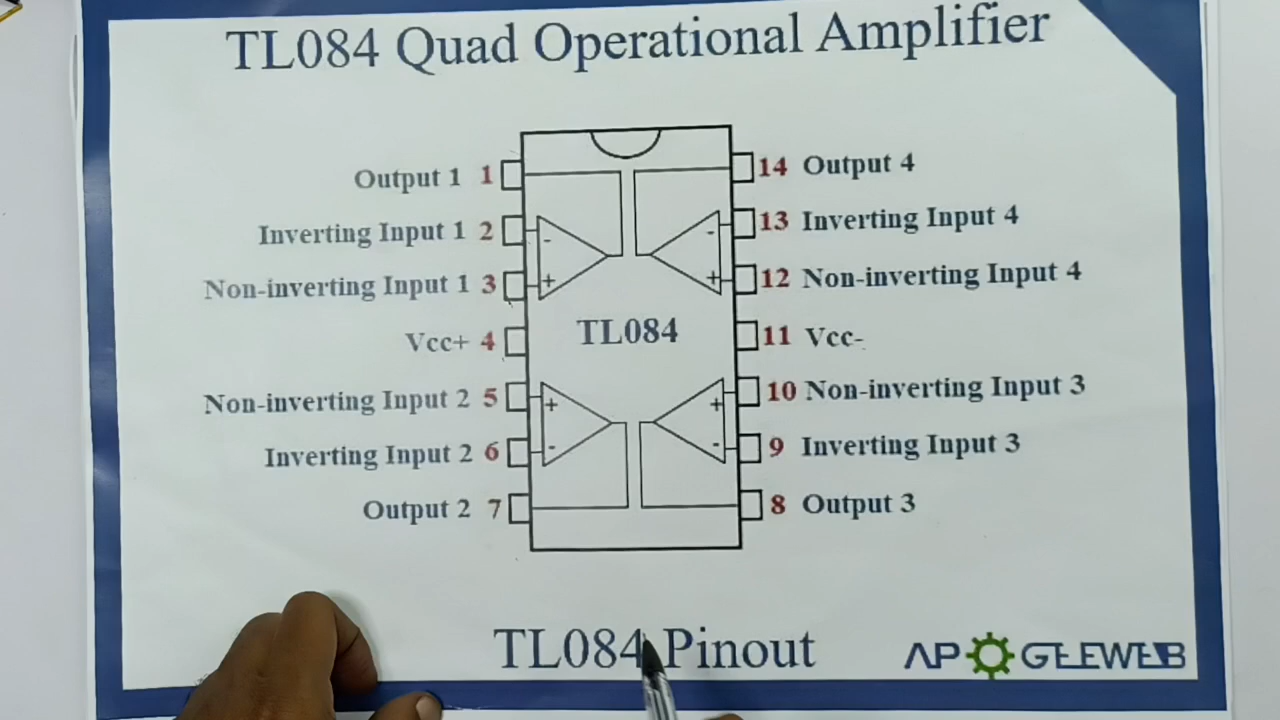 TL084 Quad Operational Amplifier
Output 1 1
14 Output 4
Inverting Input 1 2
13 Inverting Input 4
Non-inverting Input 1 3
12 Non-inverting Input 4
Vcc+ 4
TL084
11 Vcc-
Non-inverting Input 2 5
10 Non-inverting Input 3
Inverting Input 2 6
9 Inverting Input 3
Output 2 7
8 Output 3
- +
- +
+ -
+ -
TL084 Pinout
APOGEEWEB